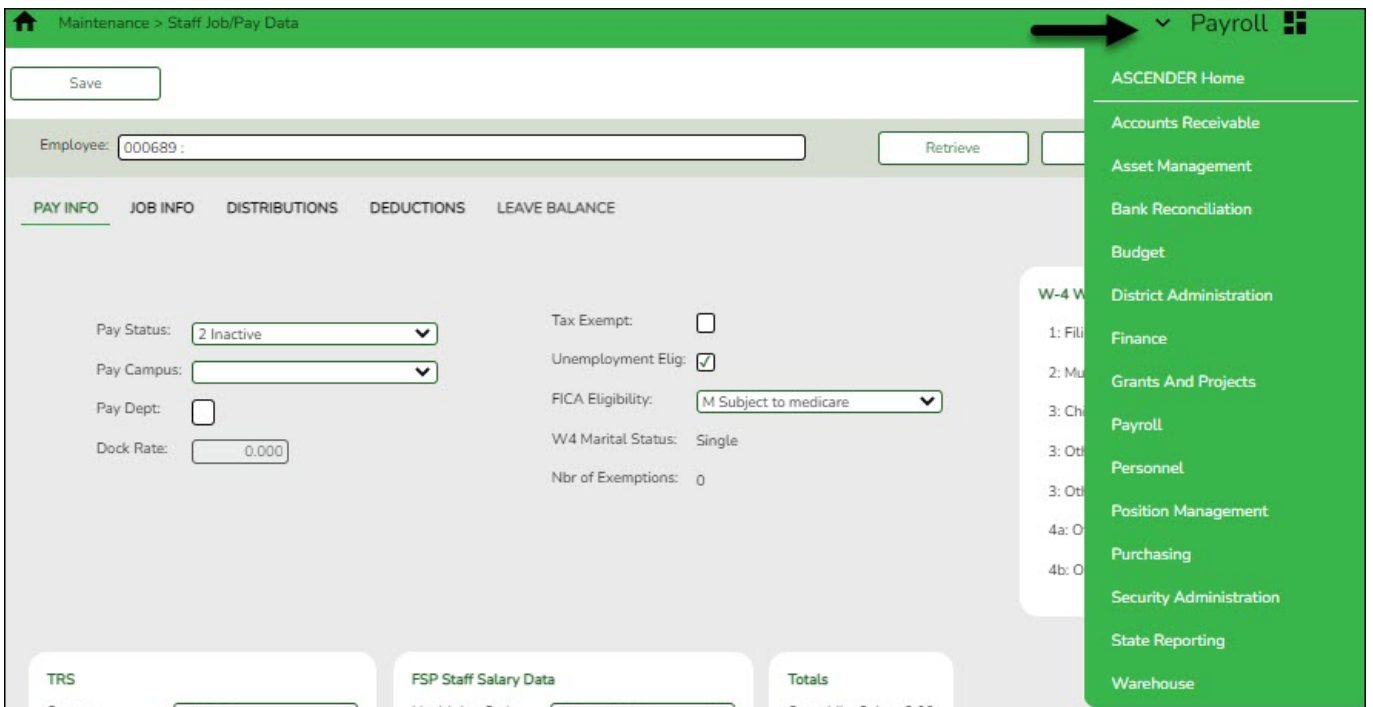 Maintenance > Staff Job/Pay Data
Payroll
Save
Employee: 000689 :
Retrieve
PAY INFO JOB INFO DISTRIBUTIONS DEDUCTIONS LEAVE BALANCE
Pay Status: 2 Inactive
Pay Campus:
Pay Dept:
Dock Rate: 0.000
Tax Exempt:
Unemployment Elig:
FICA Eligibility: M Subject to medicare
W4 Marital Status: Single
Nbr of Exemptions: 0
W-4 W
1: Fili
2: Mu
3: Chi
3: Oth
3: Oth
4a: O
4b: O
TRS
FSP Staff Salary Data
Totals
ASCENDER Home
Accounts Receivable
Asset Management
Bank Reconciliation
Budget
District Administration
Finance
Grants And Projects
Payroll
Personnel
Position Management
Purchasing
Security Administration
State Reporting
Warehouse